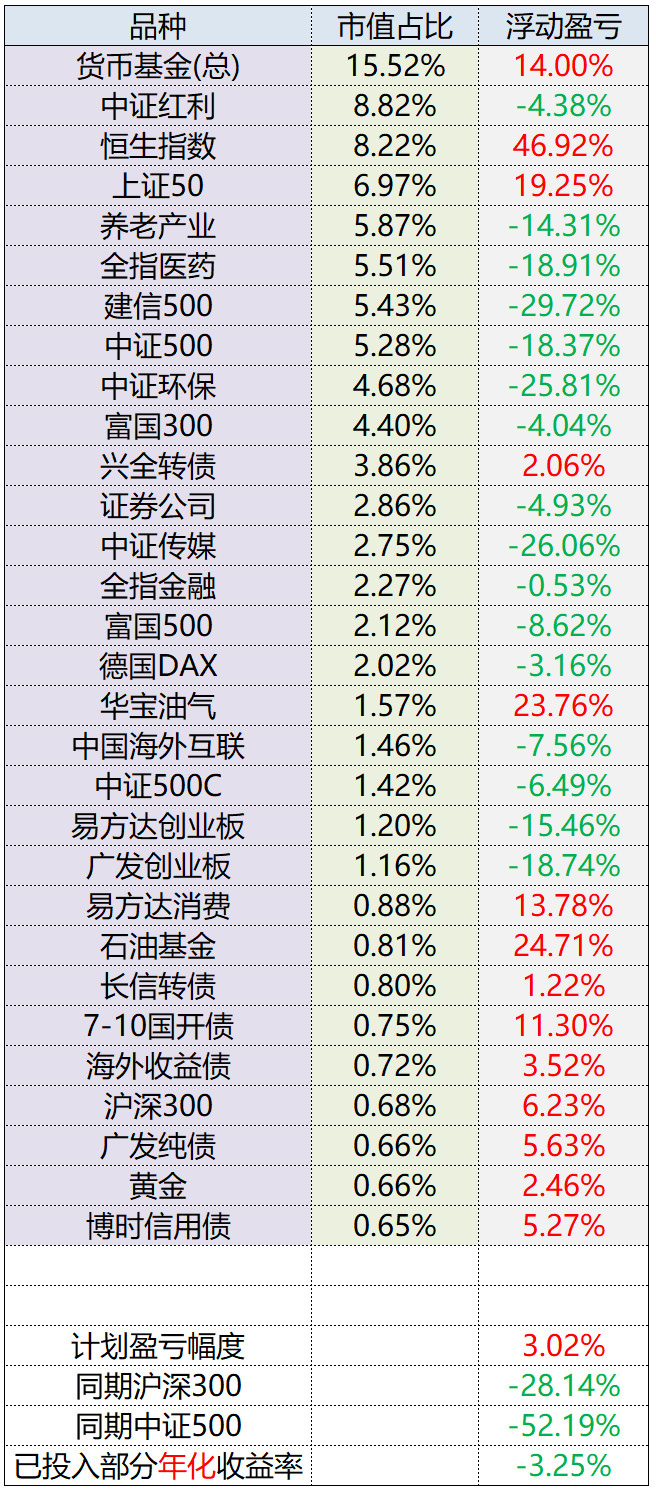 品种 市值占比 浮动盈亏
货币基金(总) 15.52% 14.00%
中证红利 8.82% -4.38%
恒生指数 8.22% 46.92%
上证50 6.97% 19.25%
养老产业 5.87% -14.31%
全指医药 5.51% -18.91%
建信500 5.43% -29.72%
中证500 5.28% -18.37%
中证环保 4.68% -25.81%
富国300 4.40% -4.04%
兴全转债 3.86% 2.06%
证券公司 2.86% -4.93%
中证传媒 2.75% -26.06%
全指金融 2.27% -0.53%
富国500 2.12% -8.62%
德国DAX 2.02% -3.16%
华宝油气 1.57% 23.76%
中国海外互联 1.46% -7.56%
中证500C 1.42% -6.49%
易方达创业板 1.20% -15.46%
广发创业板 1.16% -18.74%
易方达消费 0.88% 13.78%
石油基金 0.81% 24.71%
长信转债 0.80% 1.22%
7-10国开债 0.75% 11.30%
海外收益债 0.72% 3.52%
沪深300 0.68% 6.23%
广发纯债 0.66% 5.63%
黄金 0.66% 2.46%
博时信用债 0.65% 5.27%
计划盈亏幅度 3.02%
同期沪深300 -28.14%
同期中证500 -52.19%
已投入部分年化收益率 -3.25%